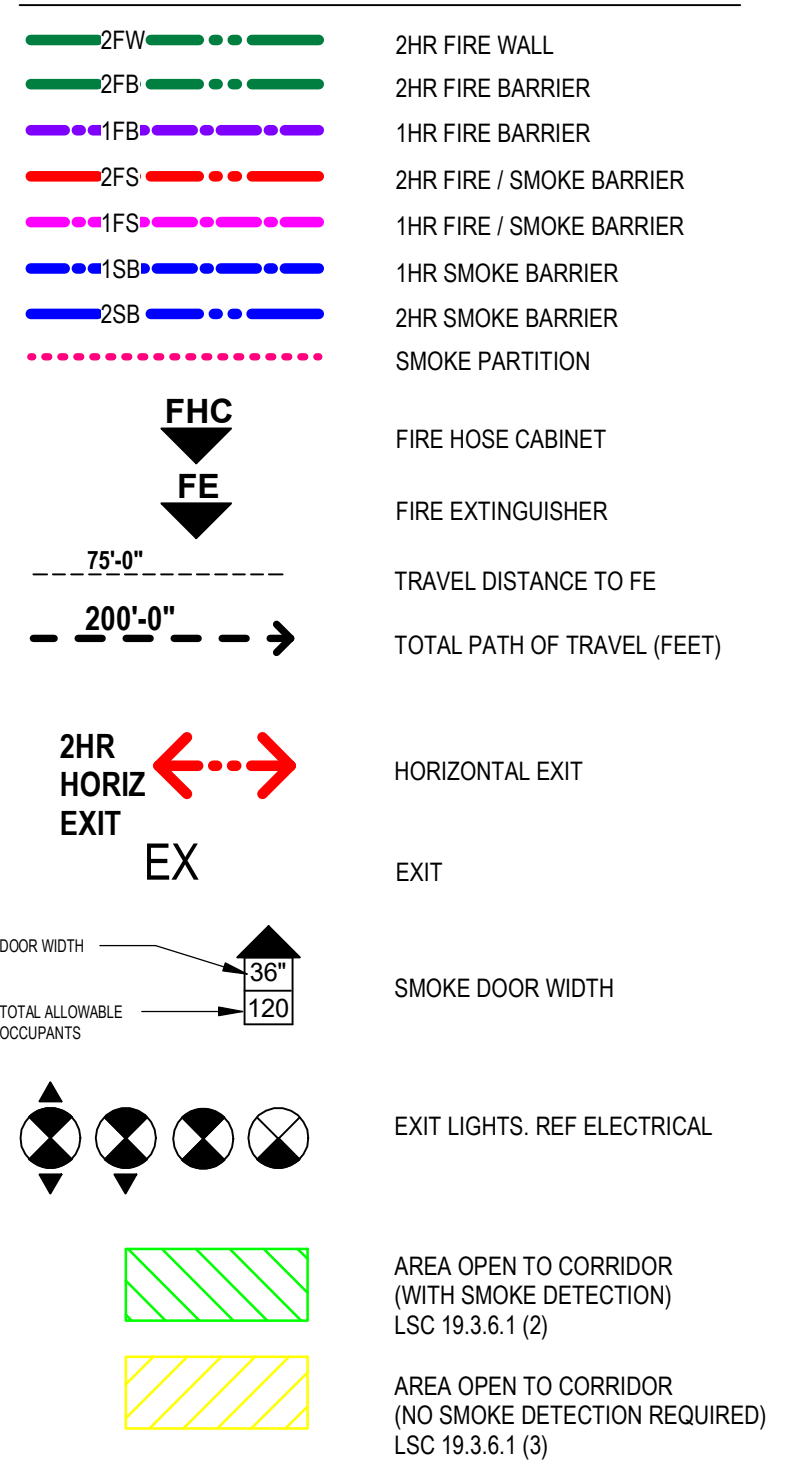 2FW 2HR FIRE WALL
2FB 2HR FIRE BARRIER
1FB 1HR FIRE BARRIER
2FS 2HR FIRE / SMOKE BARRIER
1FS 1HR FIRE / SMOKE BARRIER
1SB 1HR SMOKE BARRIER
2SB 2HR SMOKE BARRIER
SMOKE PARTITION
FHC
FIRE HOSE CABINET
FE
FIRE EXTINGUISHER
75'-0"
TRAVEL DISTANCE TO FE
200'-0"
TOTAL PATH OF TRAVEL (FEET)
2HR
HORIZ
EXIT
HORIZONTAL EXIT
EX
EXIT
DOOR WIDTH
36"
TOTAL ALLOWABLE
OCCUPANTS
120
SMOKE DOOR WIDTH
EXIT LIGHTS. REF ELECTRICAL
AREA OPEN TO CORRIDOR
(WITH SMOKE DETECTION)
LSC 19.3.6.1 (2)
AREA OPEN TO CORRIDOR
(NO SMOKE DETECTION REQUIRED)
LSC 19.3.6.1 (3)